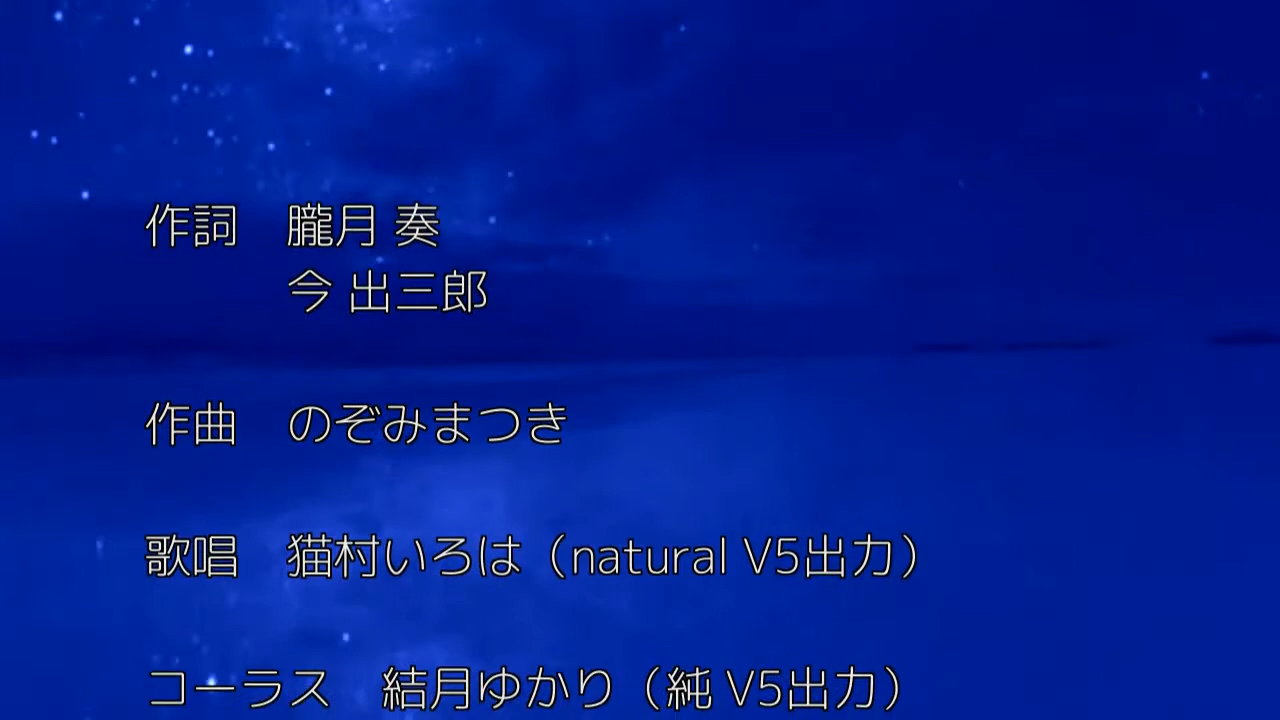 作詞　朧月 奏
今 出三郎
作曲　のぞみまつき
歌唱　猫村いろは（natural V5出力）
コーラス　結月ゆかり（純 V5出力）